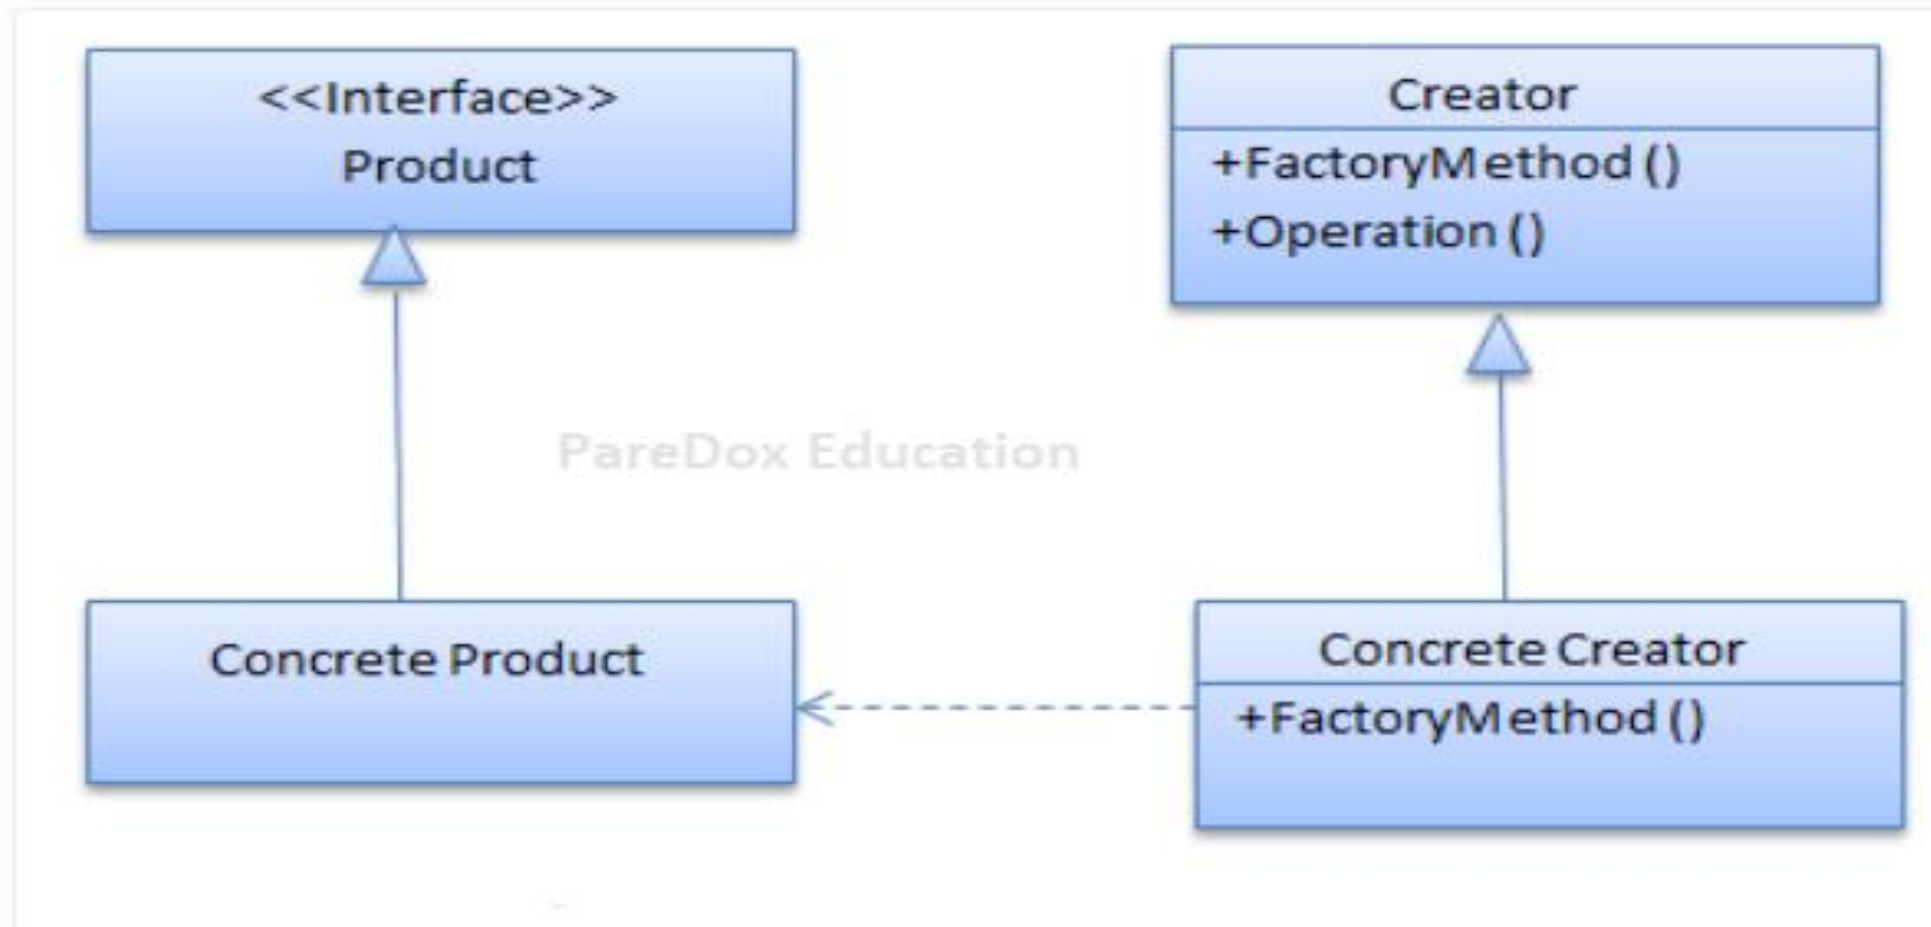 <<Interface>>
Product
Creator
+FactoryMethod ()
+Operation ()
PareDox Education
Concrete Product
Concrete Creator
+FactoryMethod ()